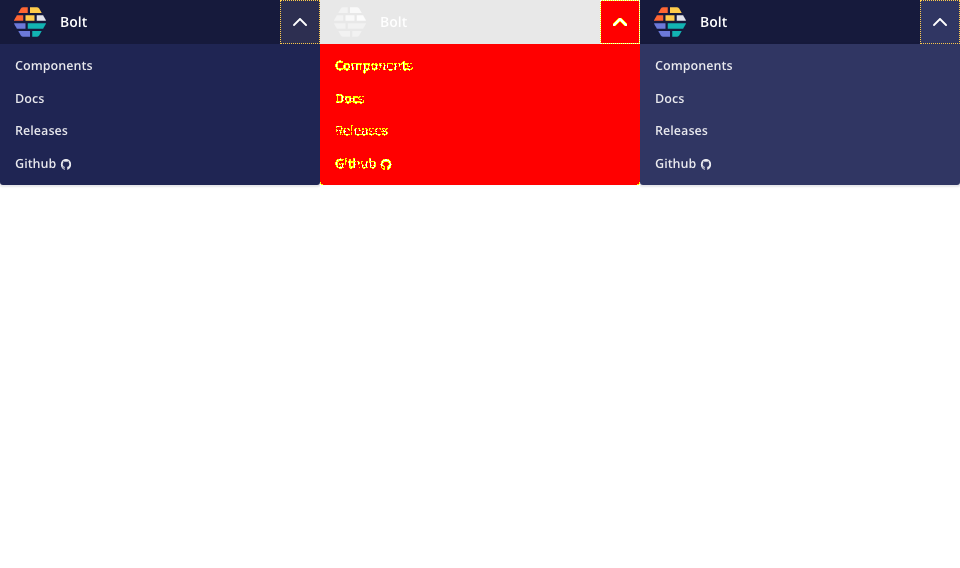 Bolt
Components
Docs
Releases
Github
Bolt
Components
Docs
Releases
Github
Bolt
Components
Docs
Releases
Github